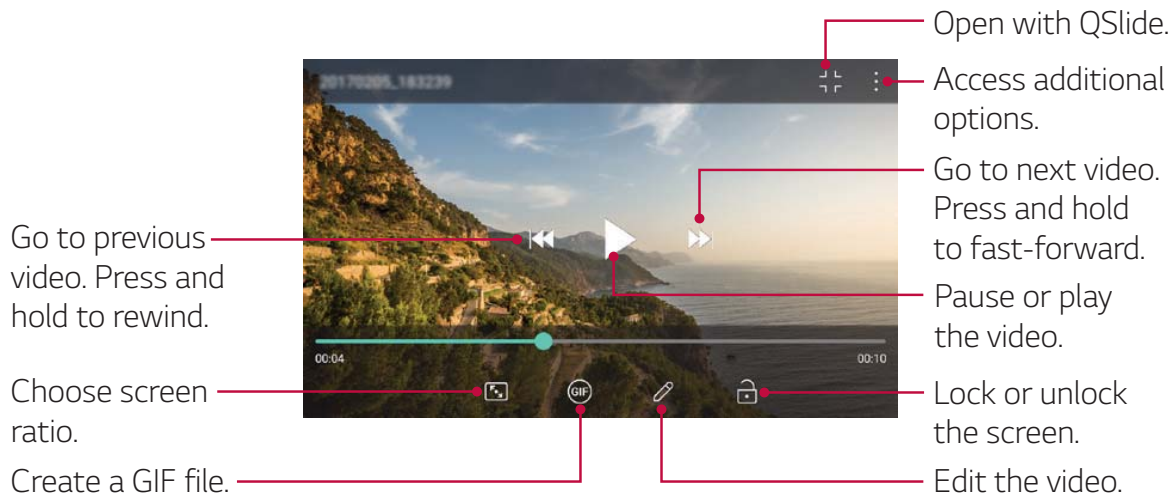 Open with QSlide.
Access additional
options.
Go to next video.
Press and hold
to fast-forward.
Pause or play
the video.
Lock or unlock
the screen.
Edit the video.
Go to previous
video. Press and
hold to rewind.
Choose screen
ratio.
Create a GIF file.
20170205_183239
00:04
00:10
GIF